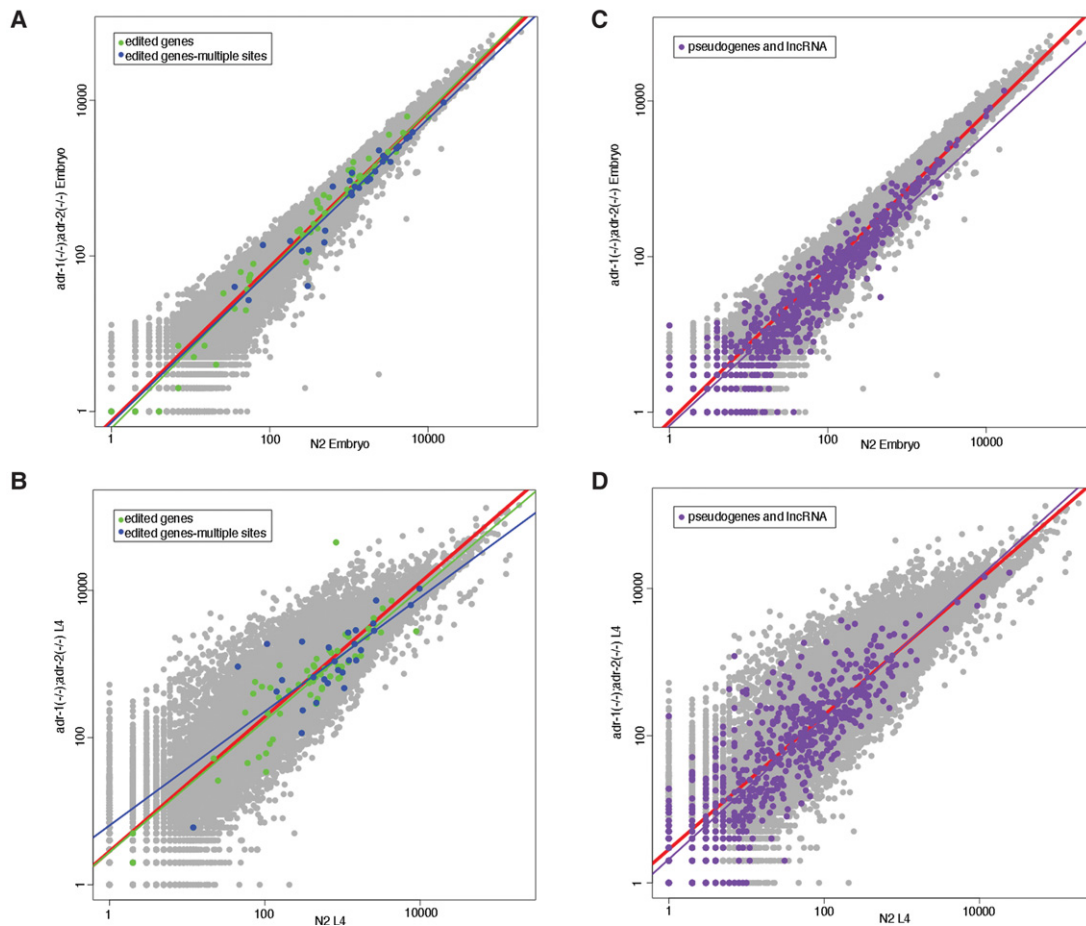 A
edited genes
edited genes-multiple sites
adr-1(-/-);adr-2(-/-) Embryo
10000
100
1
1
100
10000
N2 Embryo
C
pseudogenes and lncRNA
adr-1(-/-);adr-2(-/-) Embryo
10000
100
1
1
100
10000
N2 Embryo
B
edited genes
edited genes-multiple sites
adr-1(-/-);adr-2(-/-) L4
10000
100
1
1
100
10000
N2 L4
D
pseudogenes and lncRNA
adr-1(-/-);adr-2(-/-) L4
10000
100
1
1
100
10000
N2 L4